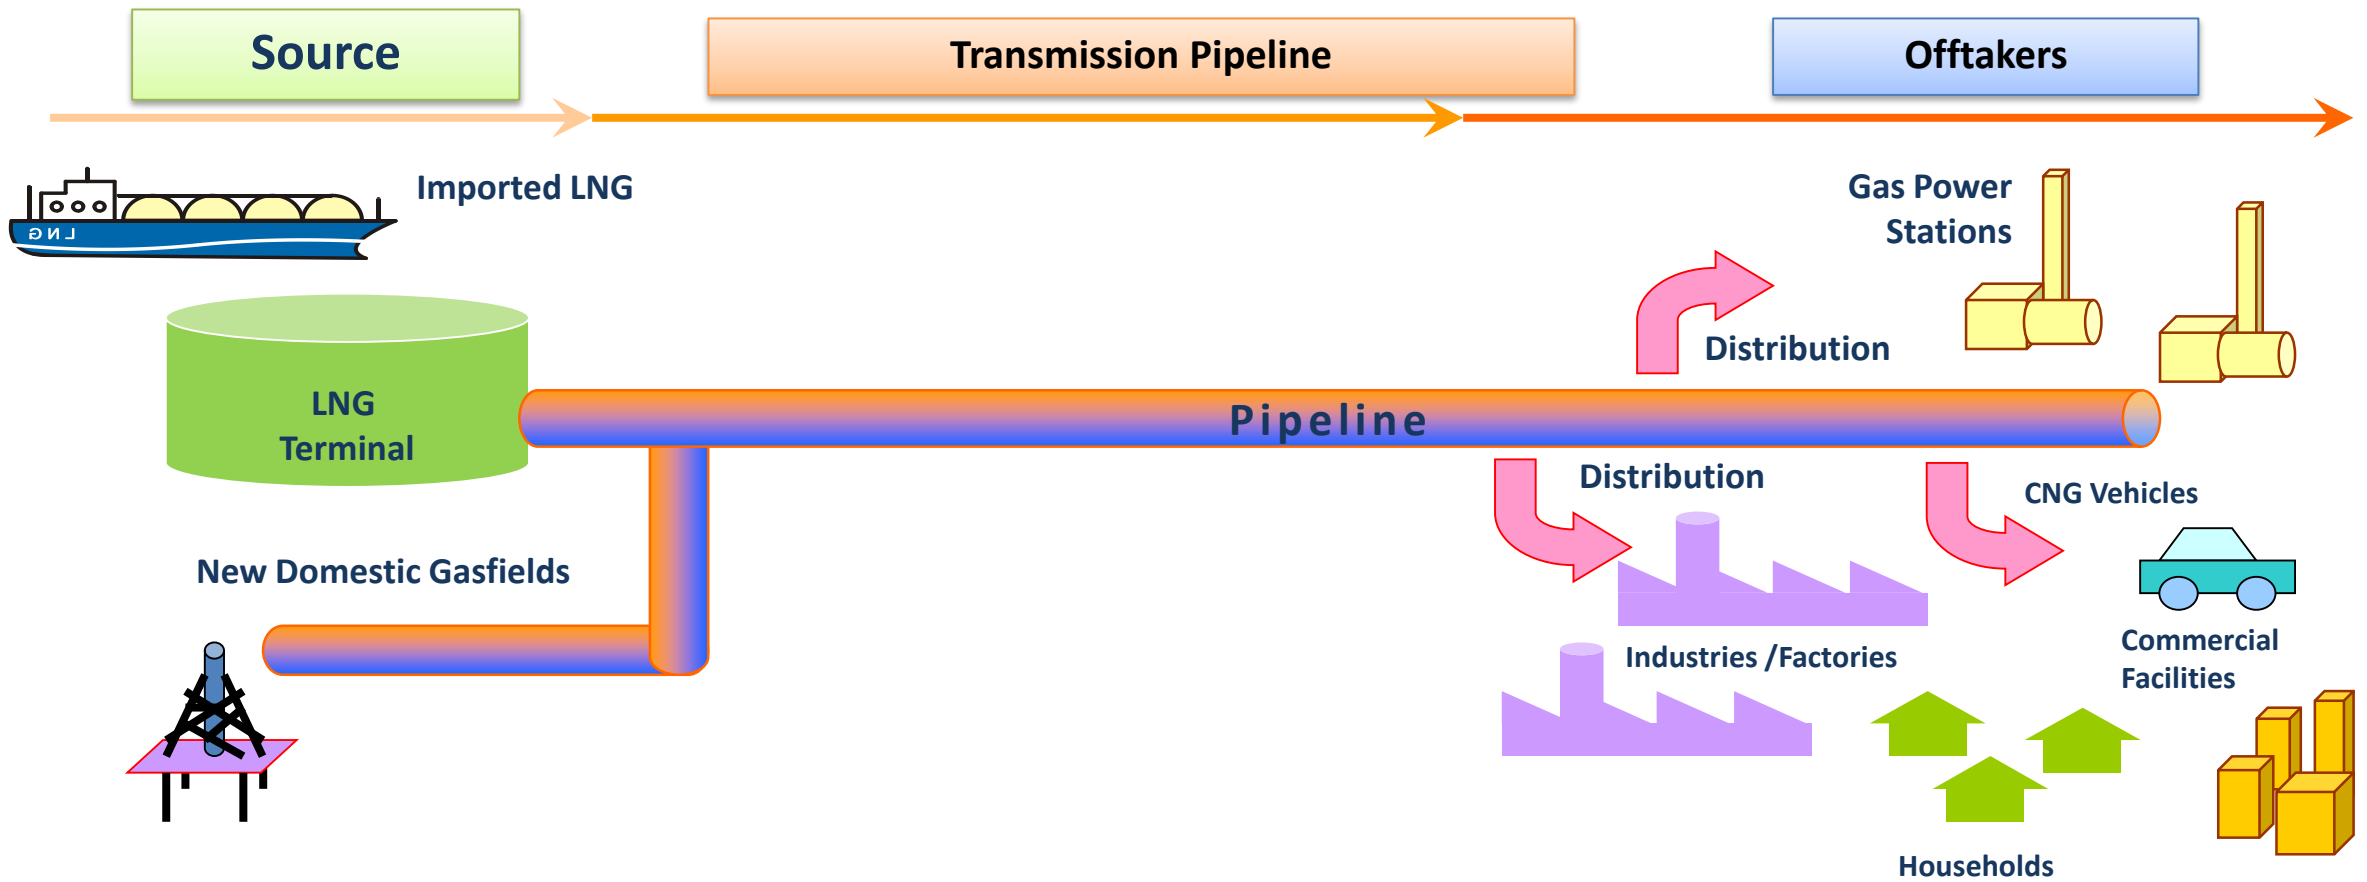 Source
Transmission Pipeline
Offtakers
Imported LNG
LNG
Gas Power
Stations
Distribution
LNG
Terminal
Pipeline
Distribution
CNG Vehicles
New Domestic Gasfields
Industries /Factories
Commercial
Facilities
Households